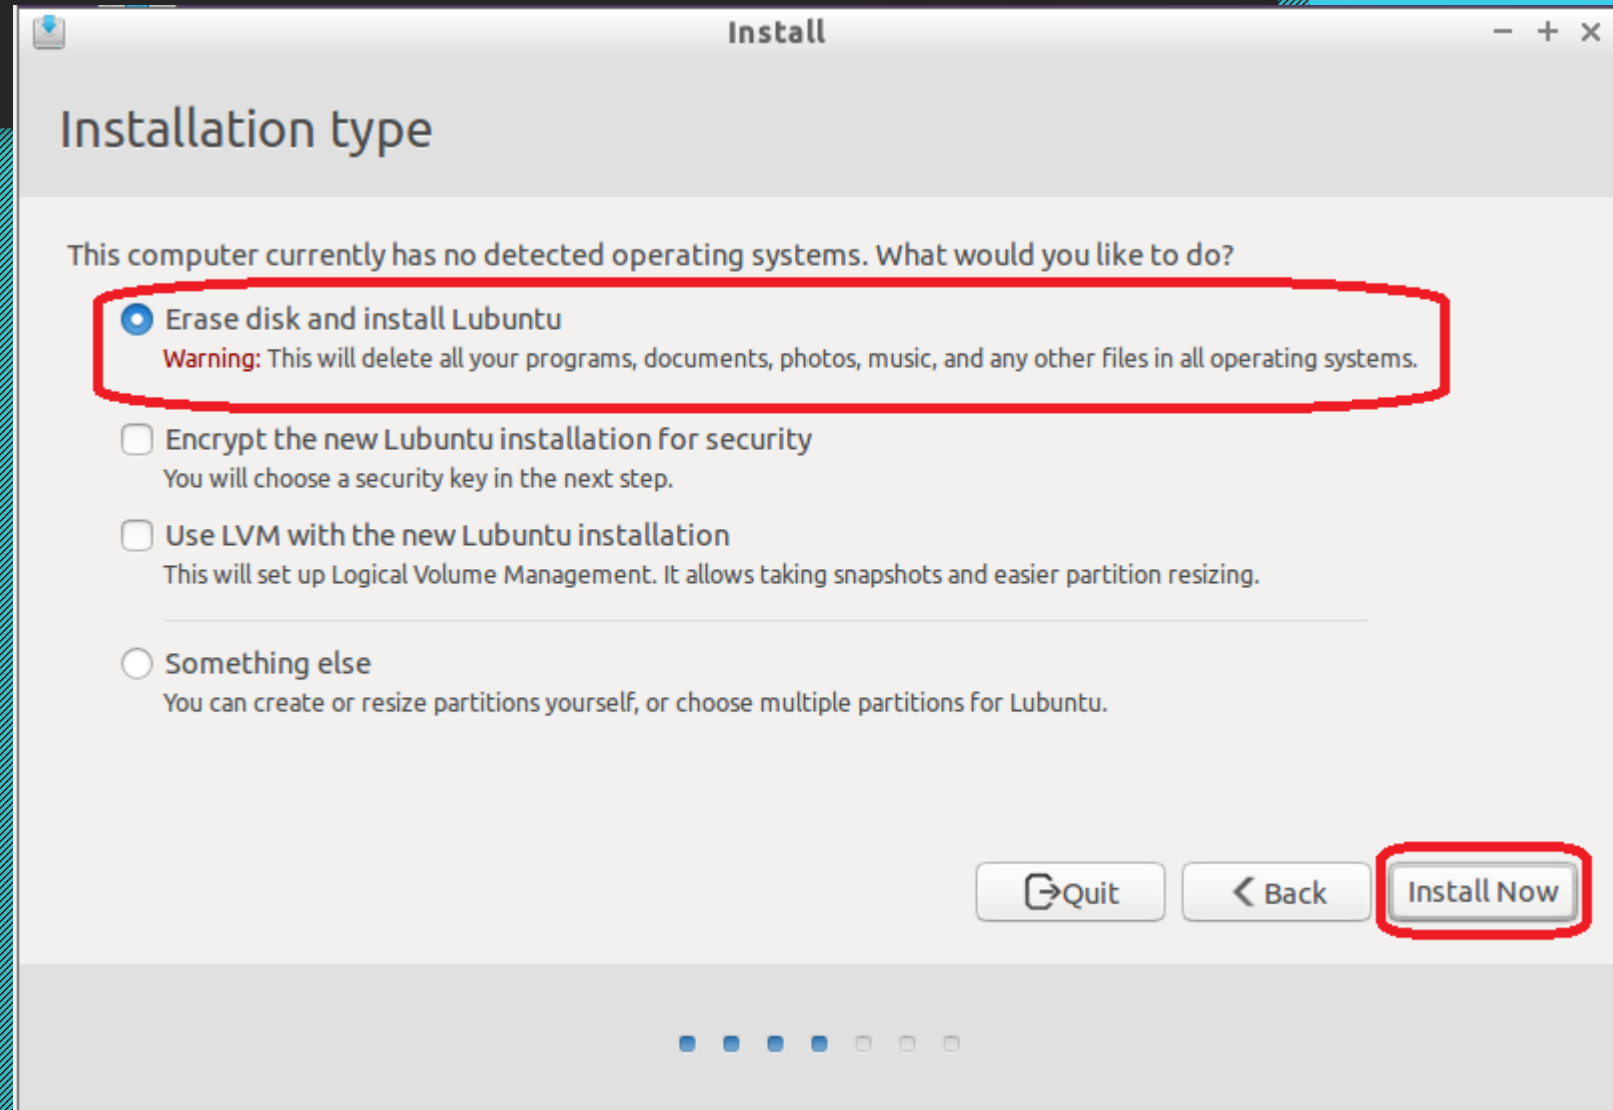 Install
Installation type
This computer currently has no detected operating systems. What would you like to do?
Erase disk and install Lubuntu
Warning: This will delete all your programs, documents, photos, music, and any other files in all operating systems.
Encrypt the new Lubuntu installation for security
You will choose a security key in the next step.
Use LVM with the new Lubuntu installation
This will set up Logical Volume Management. It allows taking snapshots and easier partition resizing.
Something else
You can create or resize partitions yourself, or choose multiple partitions for Lubuntu.
Quit Back Install Now